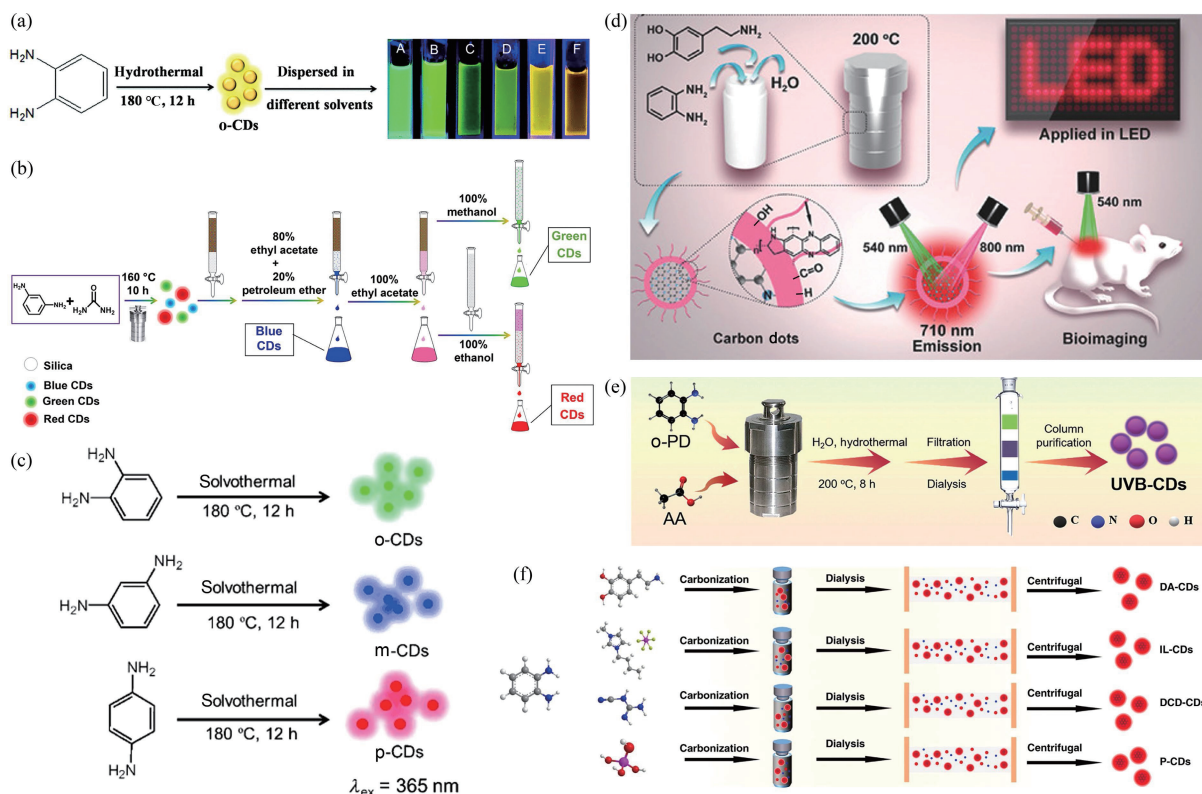 (a)
H₂N
H₂N
Hydrothermal
180 °C, 12 h
o-CDs
Dispersed in
different solvents
A B C D E F
(b)
H₂N
NH₂
+
O
H₂N NH₂
160 °C
10 h
80%
ethyl acetate
+
20%
petroleum ether
Blue
CDs
100%
ethyl acetate
100%
methanol
Green
CDs
100%
ethanol
Red
CDs
Silica
Blue CDs
Green CDs
Red CDs
(c)
NH₂
H₂N
Solvothermal
180 °C, 12 h
o-CDs
NH₂
H₂N
Solvothermal
180 °C, 12 h
m-CDs
NH₂
H₂N
Solvothermal
180 °C, 12 h
p-CDs
λex = 365 nm
(d)
HO
HO
NH₂
NH₂
NH₂
H₂O
200 °C
LED
Applied in LED
-OH
H
N
N
N
n
-C=O
-H
N
Carbon dots
540 nm
800 nm
710 nm
Emission
540 nm
Bioimaging
(e)
o-PD
AA
H₂O, hydrothermal
200 °C, 8 h
Filtration
Dialysis
Column
purification
UVB-CDs
C N O H
(f)
Carbonization Dialysis Centrifugal DA-CDs
Carbonization Dialysis Centrifugal IL-CDs
Carbonization Dialysis Centrifugal DCD-CDs
Carbonization Dialysis Centrifugal P-CDs